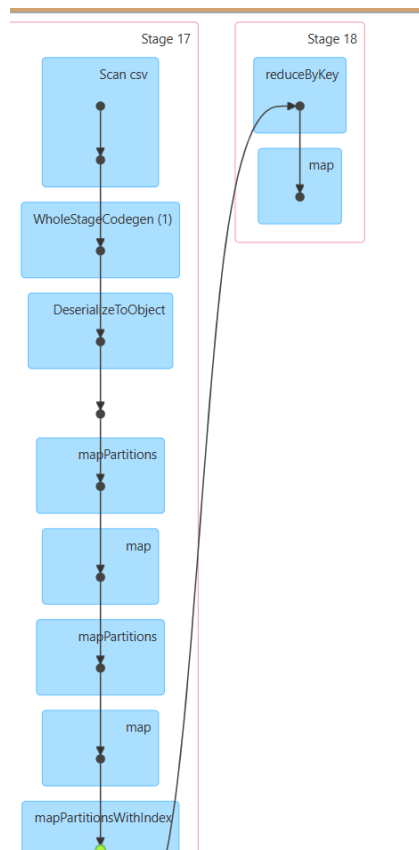 Stage 17
Scan csv
WholeStageCodegen (1)
DeserializeToObject
mapPartitions
map
mapPartitions
map
mapPartitionsWithIndex
Stage 18
reduceByKey
map